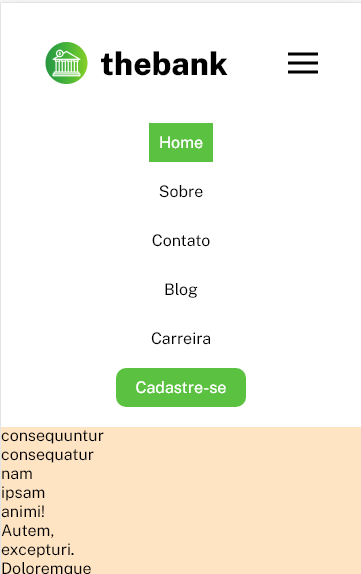 thebank
Home
Sobre
Contato
Blog
Carreira
Cadastre-se
consequuntur
consequatur
nam
ipsam
animi!
Autem,
excepturi.
Doloremque